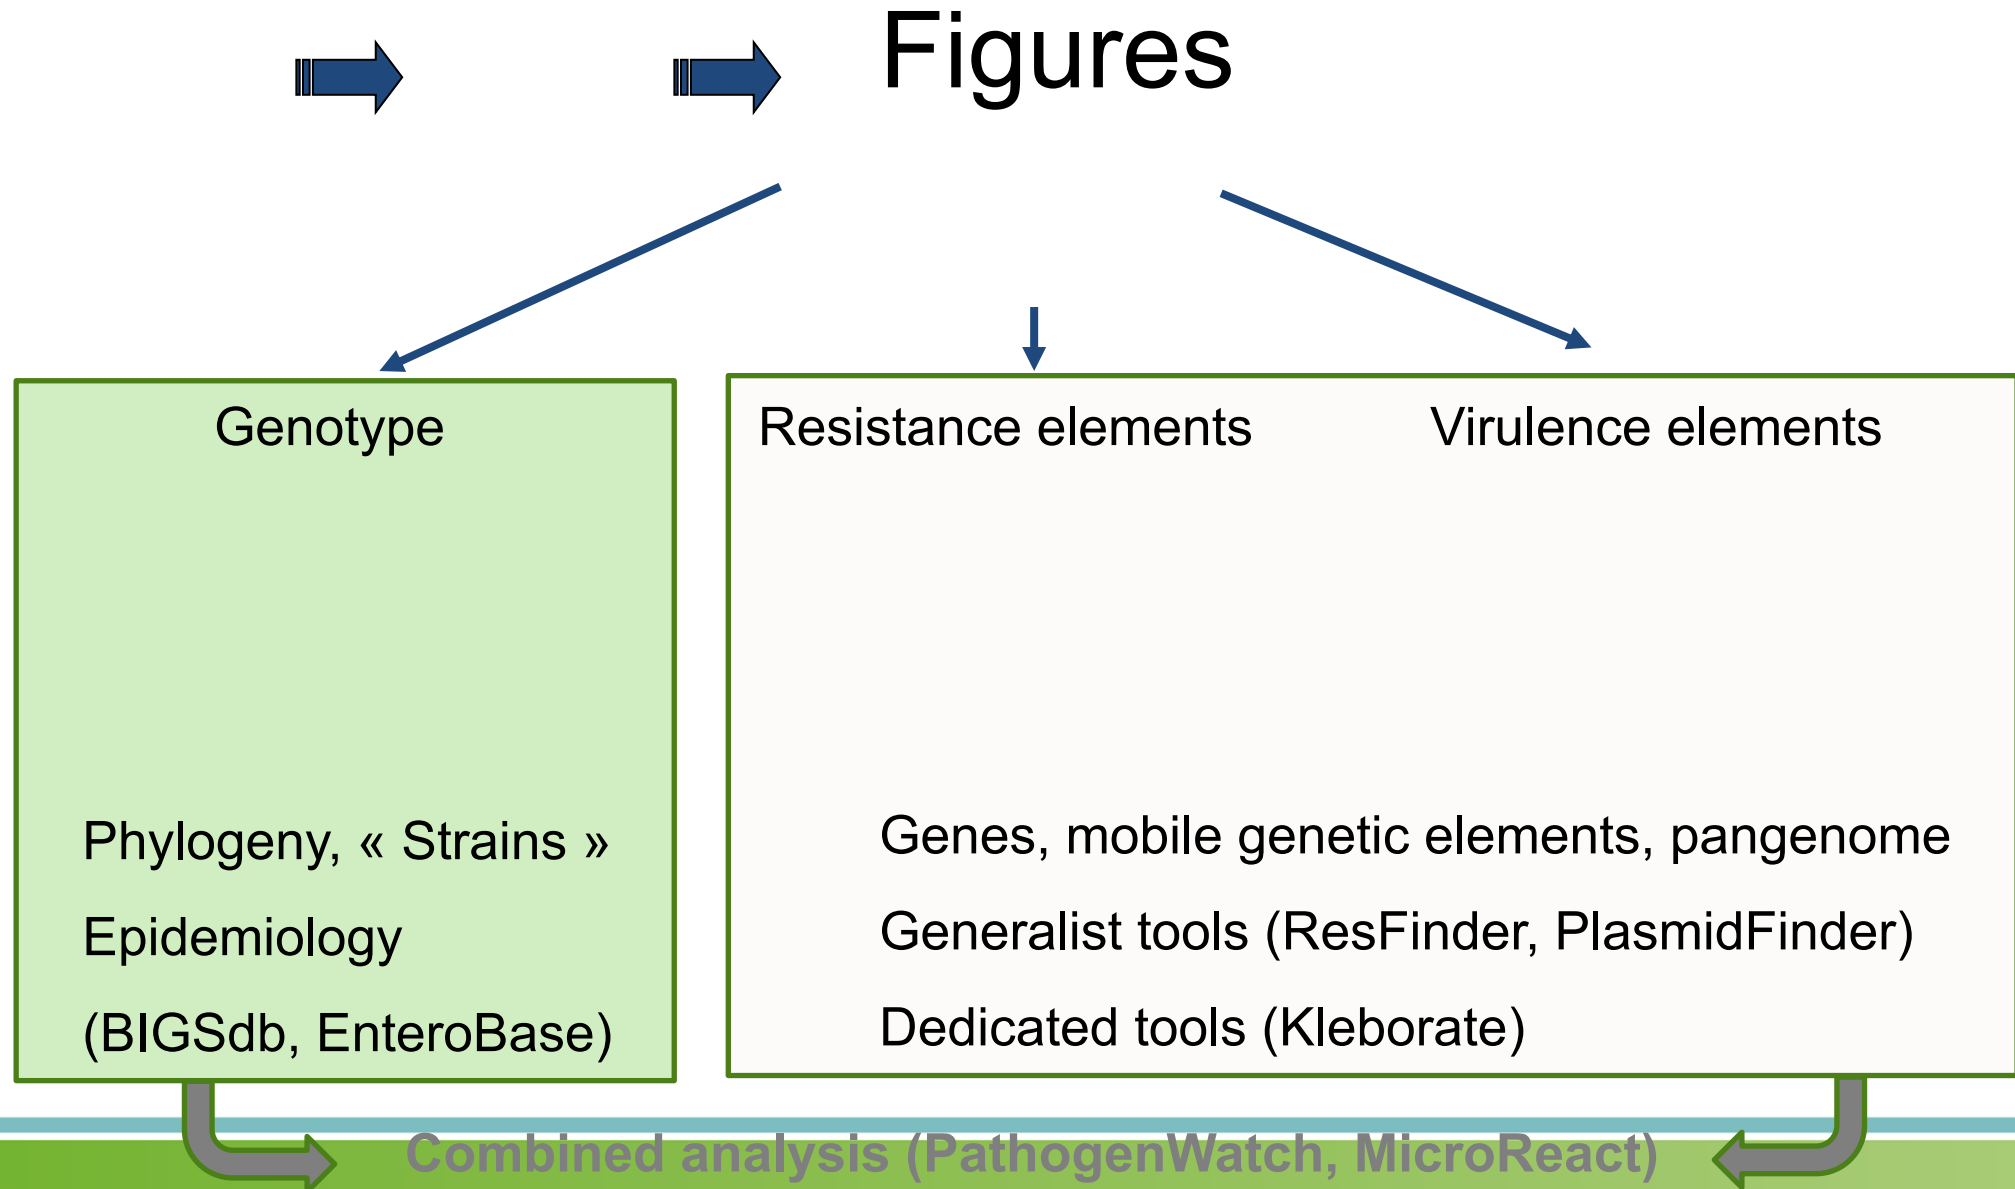 Figures
Genotype
Phylogeny, « Strains »
Epidemiology
(BIGSdb, EnteroBase)
Resistance elements
Virulence elements
Genes, mobile genetic elements, pangenome
Generalist tools (ResFinder, PlasmidFinder)
Dedicated tools (Kleborate)
Combined analysis (PathogenWatch, MicroReact)